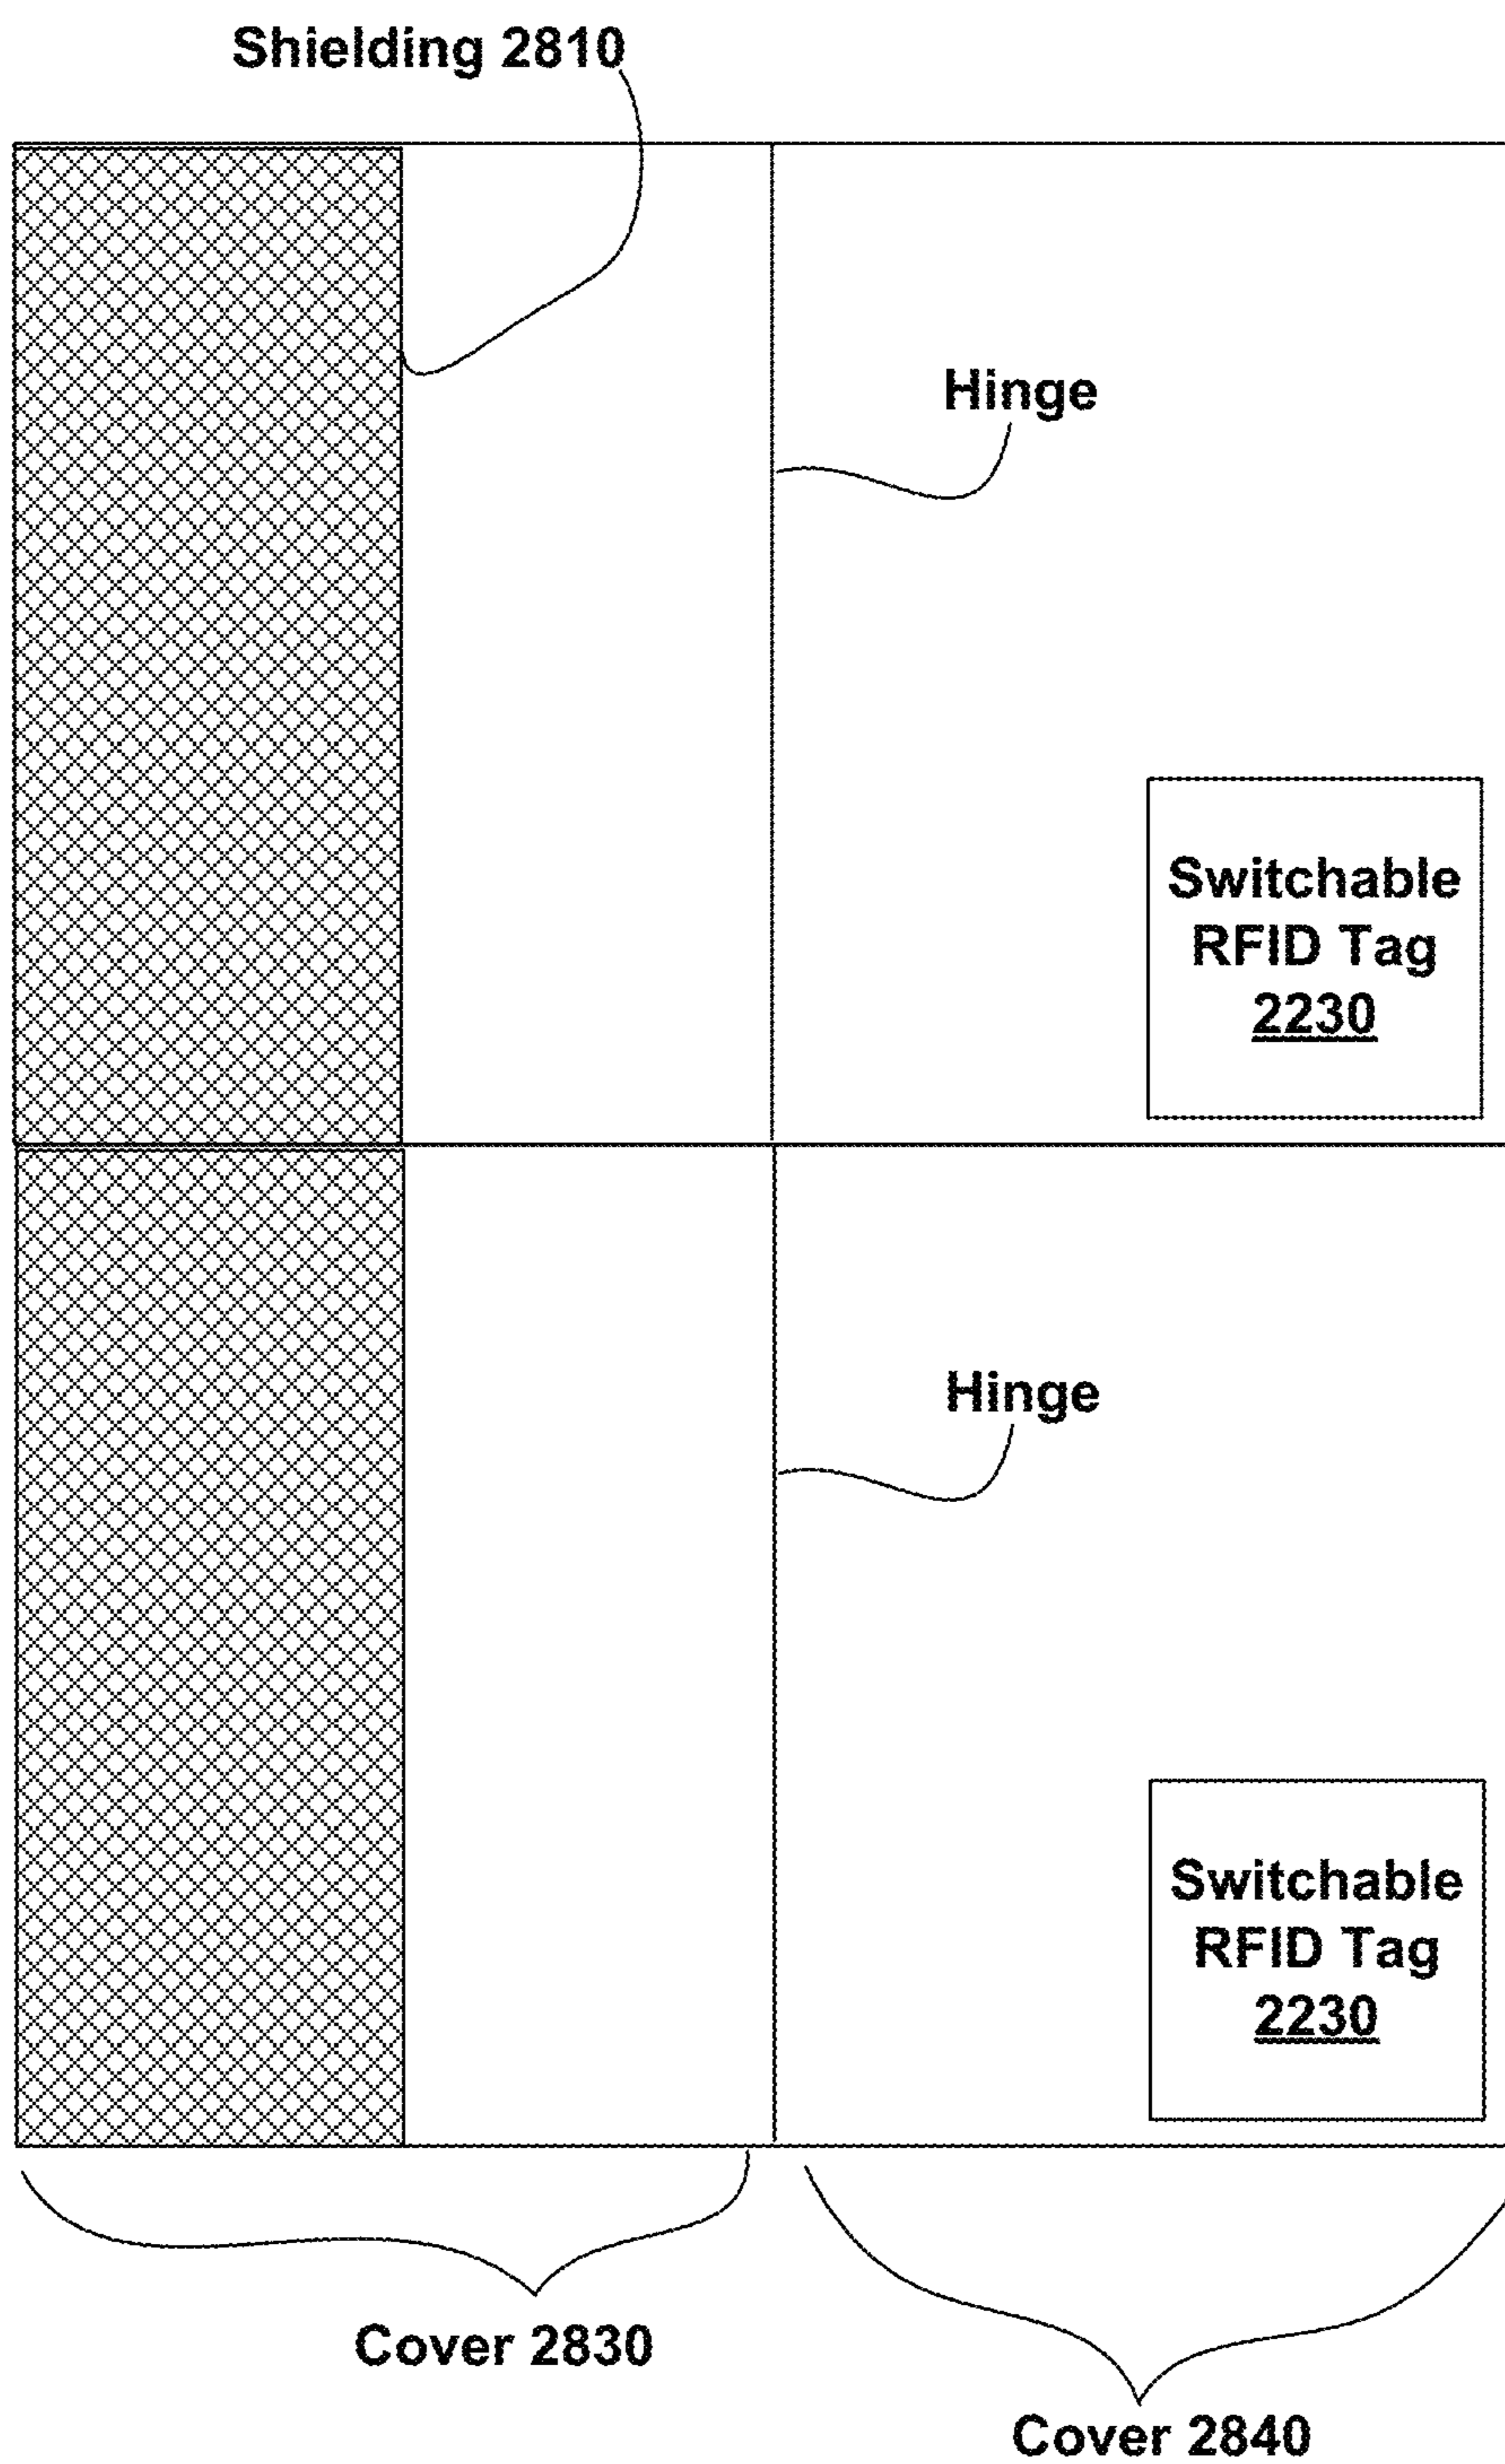 Shielding 2810
Hinge
Switchable
RFID Tag
2230
Hinge
Switchable
RFID Tag
2230
Cover 2830
Cover 2840